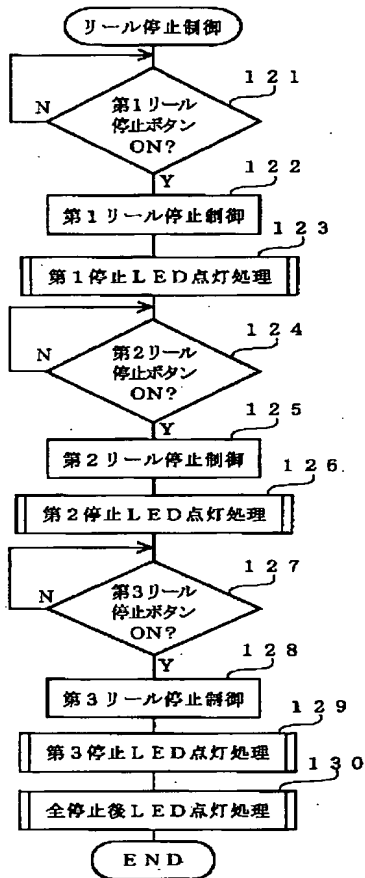 リール停止制御
121
第1リール
停止ボタン
ON?
N
Y
122
第1リール停止制御
123
第1停止LED点灯処理
124
第2リール
停止ボタン
ON?
N
Y
125
第2リール停止制御
126
第2停止LED点灯処理
127
第3リール
停止ボタン
ON?
N
Y
128
第3リール停止制御
129
第3停止LED点灯処理
130
全停止後LED点灯処理
END